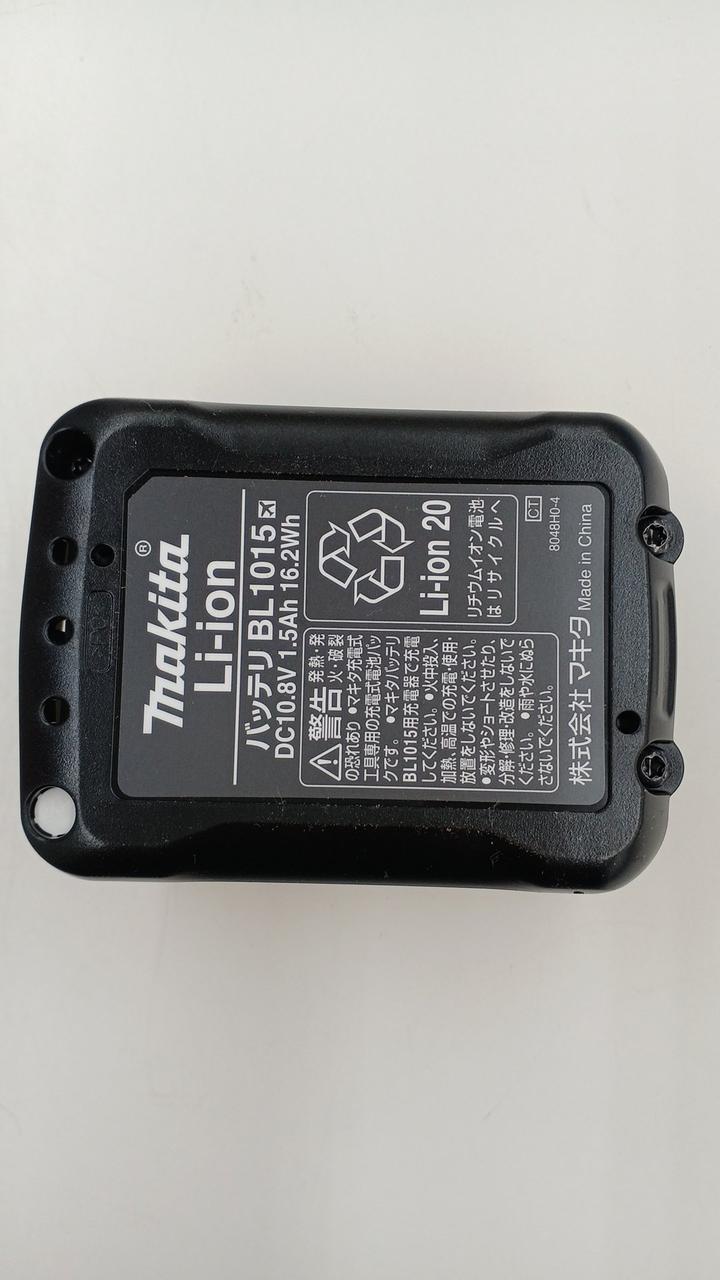 makita®
Li-ion
バッテリ BL1015
DC10.8V 1.5Ah 16.2Wh
警告 発熱・発
火・破裂
の恐れあり ●マキタ充電式
工具専用の充電式電池パッ
クです。 ●マキタバッテリ
BL1015用充電器で充電
してください。●火中投入、
加熱、高温での充電・使用・
放置をしないでください。
●変形やショートさせたり、
分解・修理・改造をしないで
ください。 ●雨や水にぬら
さないでください。
Li-ion 20
リチウムイオン電池
はリサイクルへ
CT
8048H0-4
株式会社 マキタ Made in China